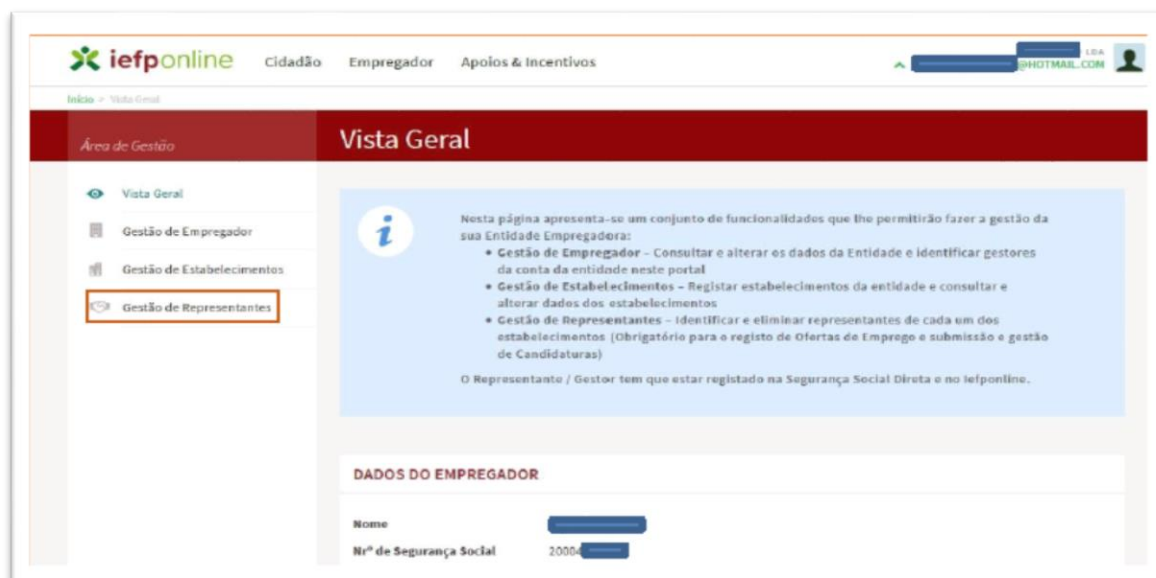 iefponline Cidadão Empregador Apoios & Incentivos
LDA
@HOTMAIL.COM
Início > Vista Geral
Área de Gestão
Vista Geral
Vista Geral
Gestão de Empregador
Gestão de Estabelecimentos
Gestão de Representantes
i
Nesta página apresenta-se um conjunto de funcionalidades que lhe permitirão fazer a gestão da
sua Entidade Empregadora:
• Gestão de Empregador – Consultar e alterar os dados da Entidade e identificar gestores
da conta da entidade neste portal
• Gestão de Estabelecimentos – Registar estabelecimentos da entidade e consultar e
alterar dados dos estabelecimentos
• Gestão de Representantes – Identificar e eliminar representantes de cada um dos
estabelecimentos (Obrigatório para o registo de Ofertas de Emprego e submissão e gestão
de Candidaturas)
O Representante / Gestor tem que estar registado na Segurança Social Direta e no Iefponline.
DADOS DO EMPREGADOR
Nome
Nrº de Segurança Social 20004